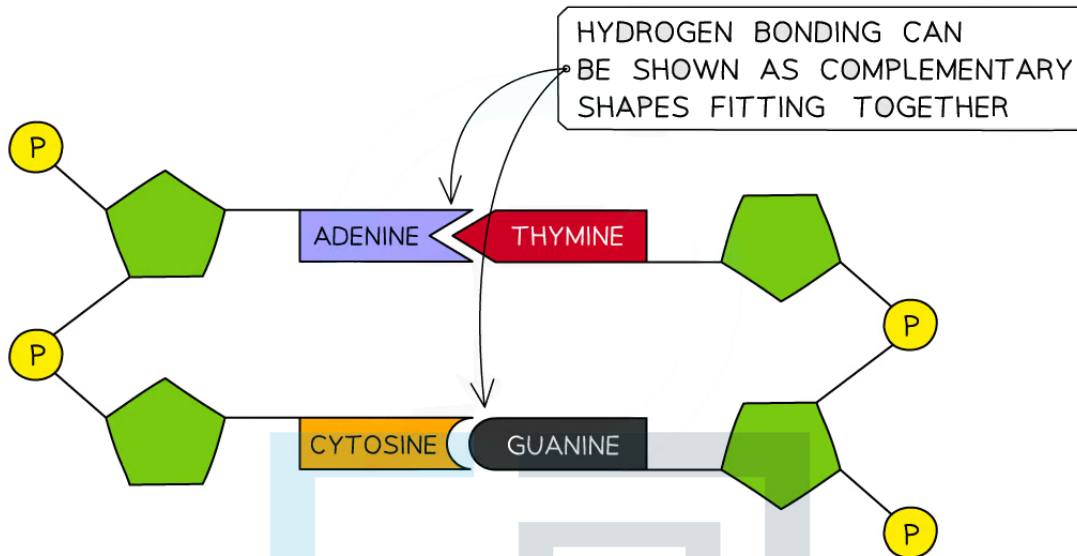 HYDROGEN BONDING CAN
BE SHOWN AS COMPLEMENTARY
SHAPES FITTING TOGETHER
P
ADENINE THYMINE
P
P
CYTOSINE GUANINE
P